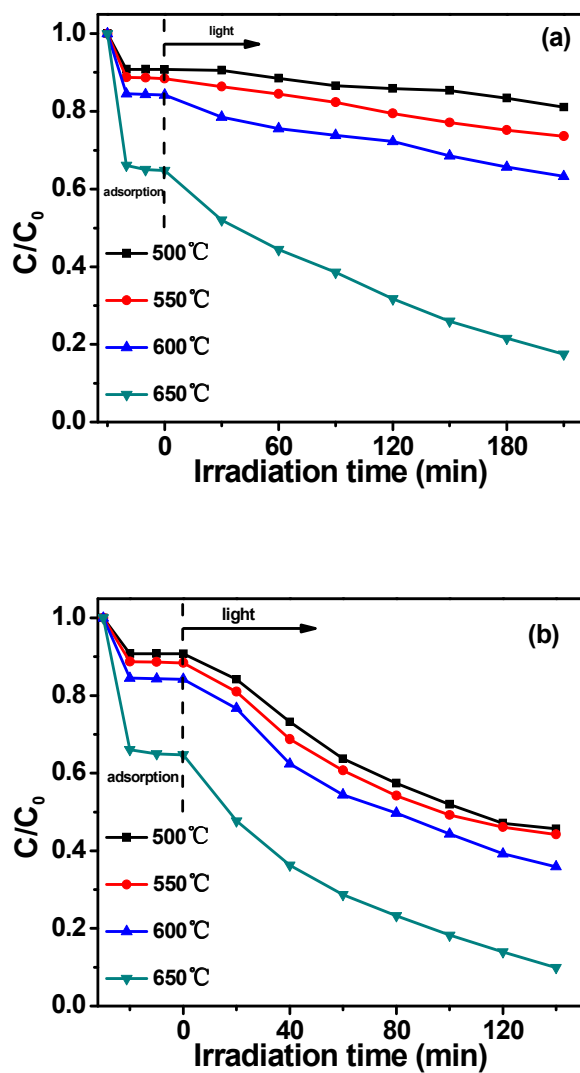 1.0
light
(a)
0.8
0.6
adsorption
C/C0
0.4
500℃
550℃
0.2
600℃
650℃
0.0
0 60 120 180
Irradiation time (min)
1.0
light
(b)
0.8
0.6
adsorption
C/C0
0.4
500℃
550℃
0.2
600℃
650℃
0.0
0 40 80 120
Irradiation time (min)